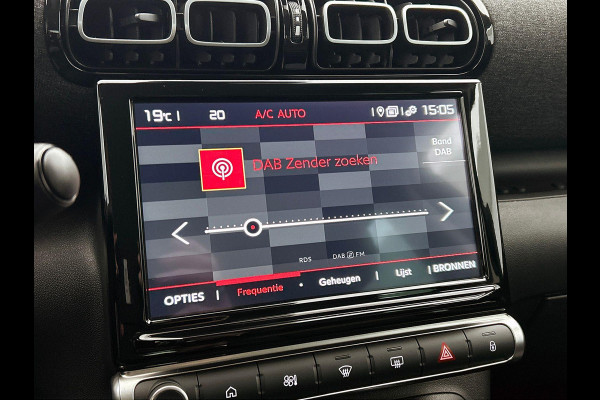 19°C 20 A/C AUTO 15:05
Band
DAB
DAB Zender zoeken
RDS DAB FM
OPTIES Frequentie Geheugen Lijst BRONNEN